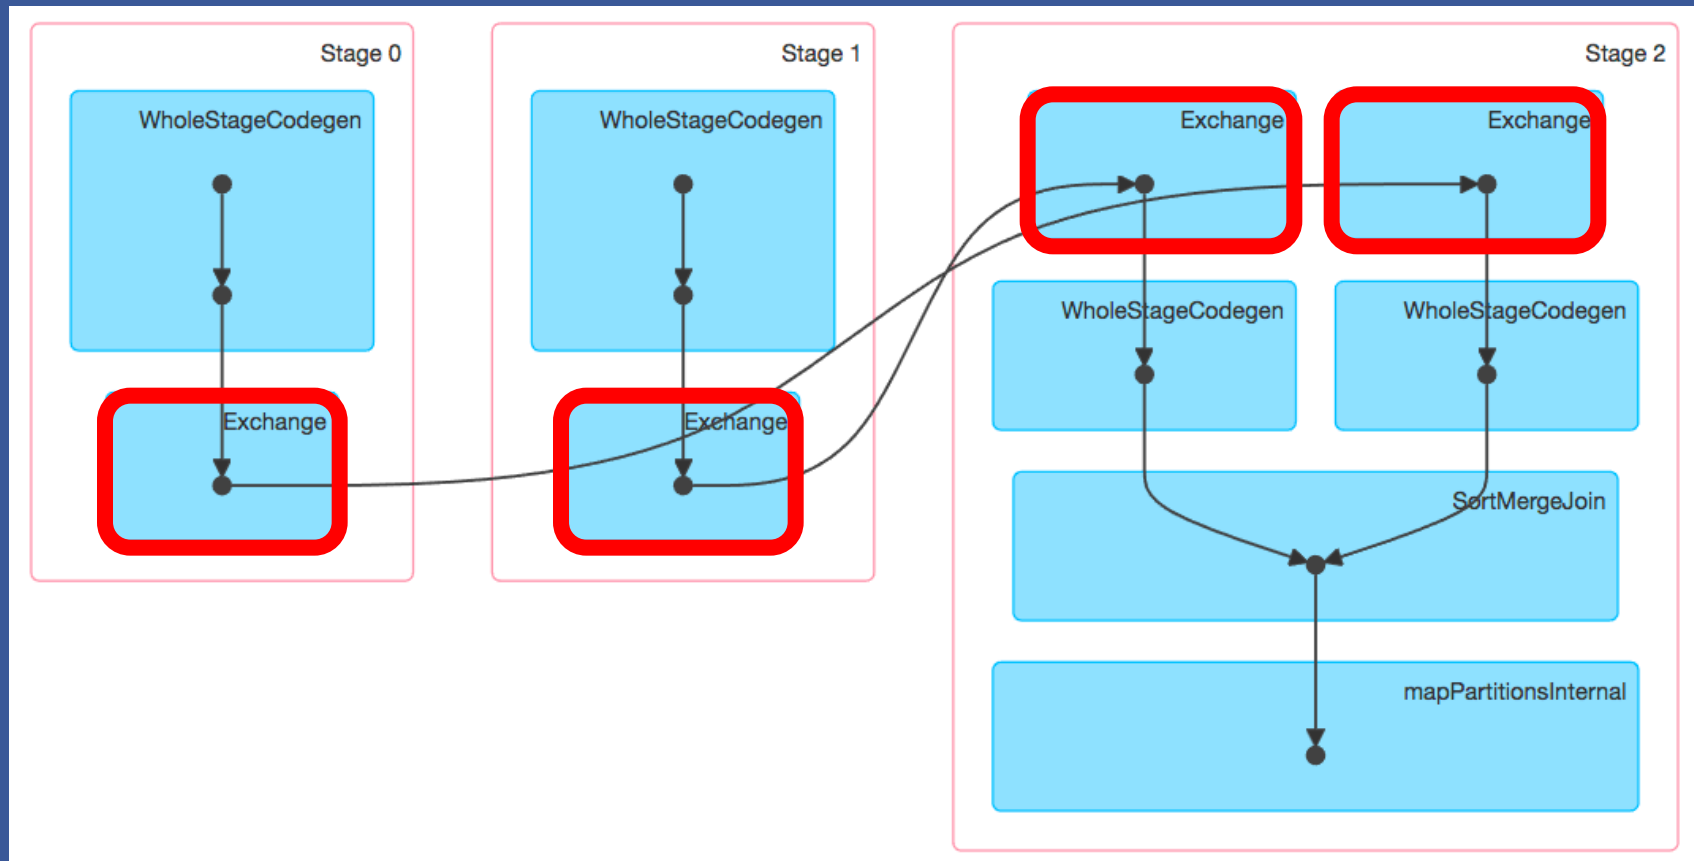 Stage 0
WholeStageCodegen
Exchange
Stage 1
WholeStageCodegen
Exchange
Stage 2
Exchange
Exchange
WholeStageCodegen
WholeStageCodegen
SortMergeJoin
mapPartitionsInternal